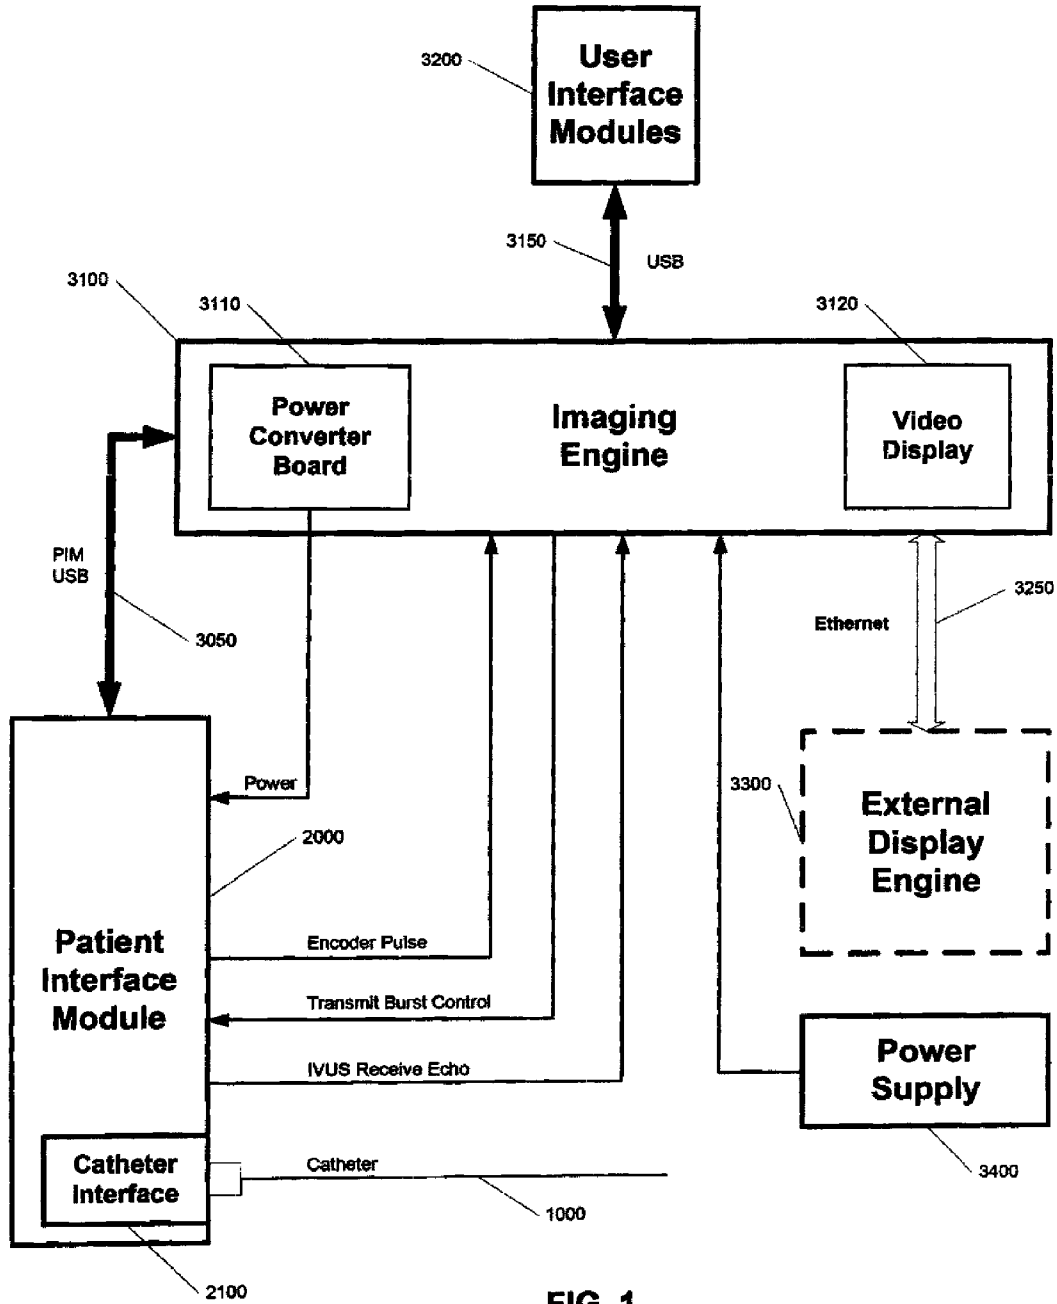 3200
User
Interface
Modules
3150
USB
3100
3110
3120
Power
Converter
Board
Imaging
Engine
Video
Display
PIM
USB
3050
Ethernet
3250
Power
2000
3300
External
Display
Engine
Patient
Interface
Module
Encoder Pulse
Transmit Burst Control
IVUS Receive Echo
Power
Supply
3400
Catheter
Interface
Catheter
1000
2100
FIG. 1